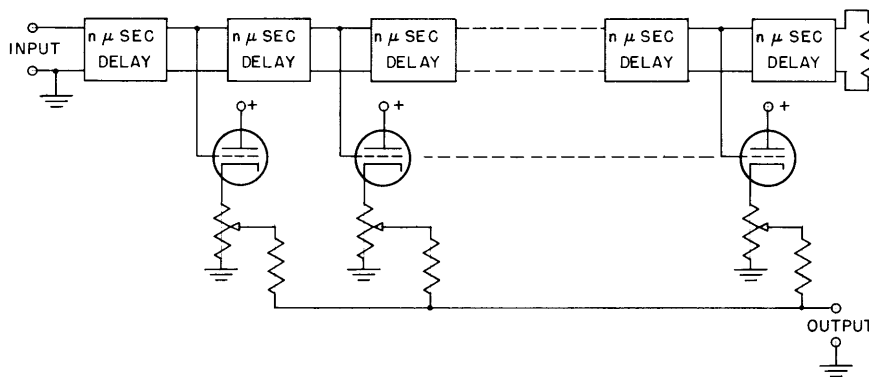 INPUT
n μ SEC
DELAY
n μ SEC
DELAY
n μ SEC
DELAY
n μ SEC
DELAY
n μ SEC
DELAY
+
+
+
OUTPUT